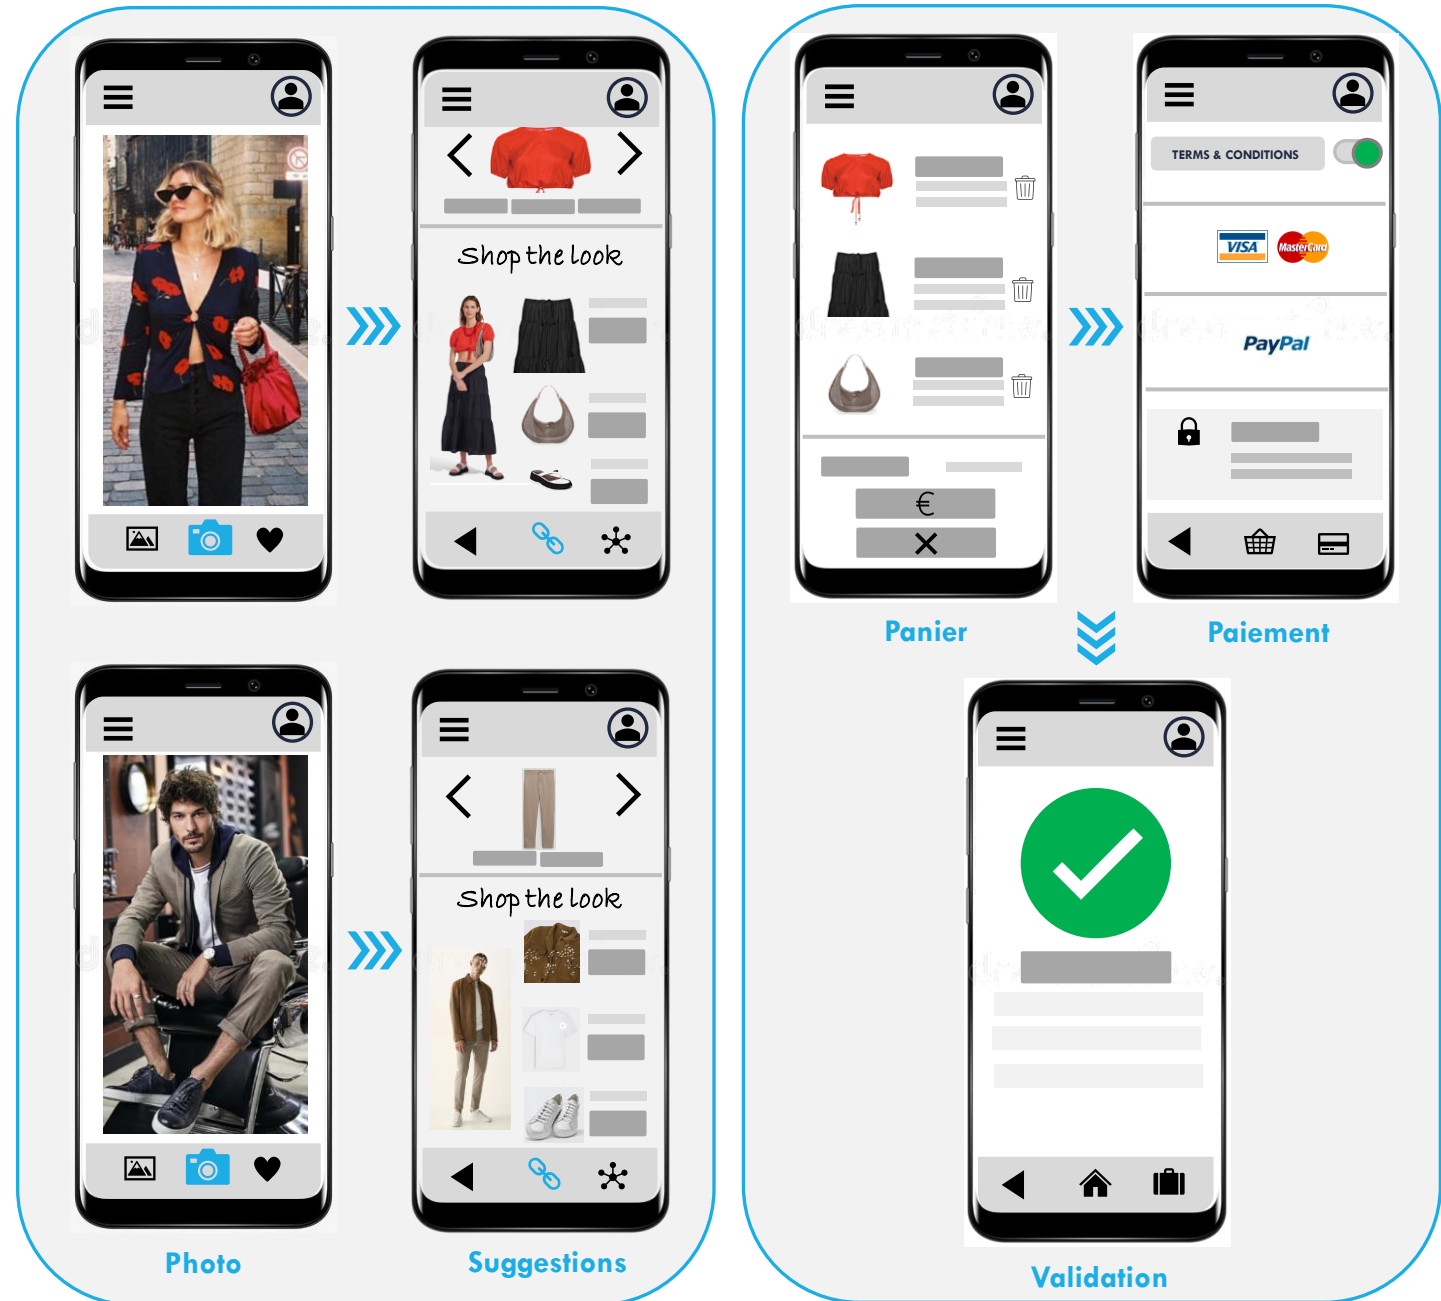 Shop the look
Shop the look
Photo
Suggestions
TERMS & CONDITIONS
VISA
MasterCard
PayPal
€
Panier
Paiement
Validation